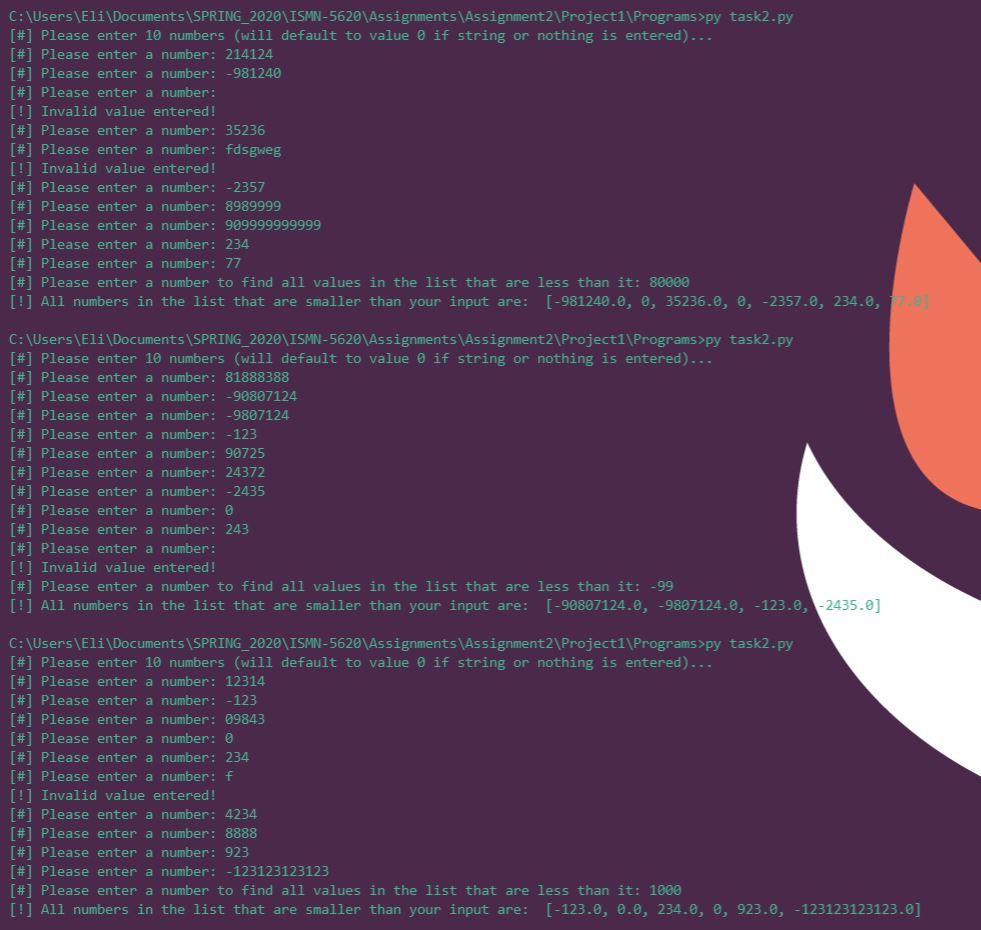 C:\Users\Eli\Documents\SPRING_2020\ISMN-5620\Assignments\Assignment2\Project1\Programs>py task2.py
[#] Please enter 10 numbers (will default to value 0 if string or nothing is entered)...
[#] Please enter a number: 214124
[#] Please enter a number: -981240
[#] Please enter a number:
[!] Invalid value entered!
[#] Please enter a number: 35236
[#] Please enter a number: fdsgweg
[!] Invalid value entered!
[#] Please enter a number: -2357
[#] Please enter a number: 8989999
[#] Please enter a number: 909999999999
[#] Please enter a number: 234
[#] Please enter a number: 77
[#] Please enter a number to find all values in the list that are less than it: 80000
[!] All numbers in the list that are smaller than your input are:  [-981240.0, 0, 35236.0, 0, -2357.0, 234.0, 77.0]
C:\Users\Eli\Documents\SPRING_2020\ISMN-5620\Assignments\Assignment2\Project1\Programs>py task2.py
[#] Please enter 10 numbers (will default to value 0 if string or nothing is entered)...
[#] Please enter a number: 81888388
[#] Please enter a number: -90807124
[#] Please enter a number: -9807124
[#] Please enter a number: -123
[#] Please enter a number: 90725
[#] Please enter a number: 24372
[#] Please enter a number: -2435
[#] Please enter a number: 0
[#] Please enter a number: 243
[#] Please enter a number:
[!] Invalid value entered!
[#] Please enter a number to find all values in the list that are less than it: -99
[!] All numbers in the list that are smaller than your input are:  [-90807124.0, -9807124.0, -123.0, -2435.0]
C:\Users\Eli\Documents\SPRING_2020\ISMN-5620\Assignments\Assignment2\Project1\Programs>py task2.py
[#] Please enter 10 numbers (will default to value 0 if string or nothing is entered)...
[#] Please enter a number: 12314
[#] Please enter a number: -123
[#] Please enter a number: 09843
[#] Please enter a number: 0
[#] Please enter a number: 234
[#] Please enter a number: f
[!] Invalid value entered!
[#] Please enter a number: 4234
[#] Please enter a number: 8888
[#] Please enter a number: 923
[#] Please enter a number: -123123123123
[#] Please enter a number to find all values in the list that are less than it: 1000
[!] All numbers in the list that are smaller than your input are:  [-123.0, 0.0, 234.0, 0, 923.0, -123123123123.0]